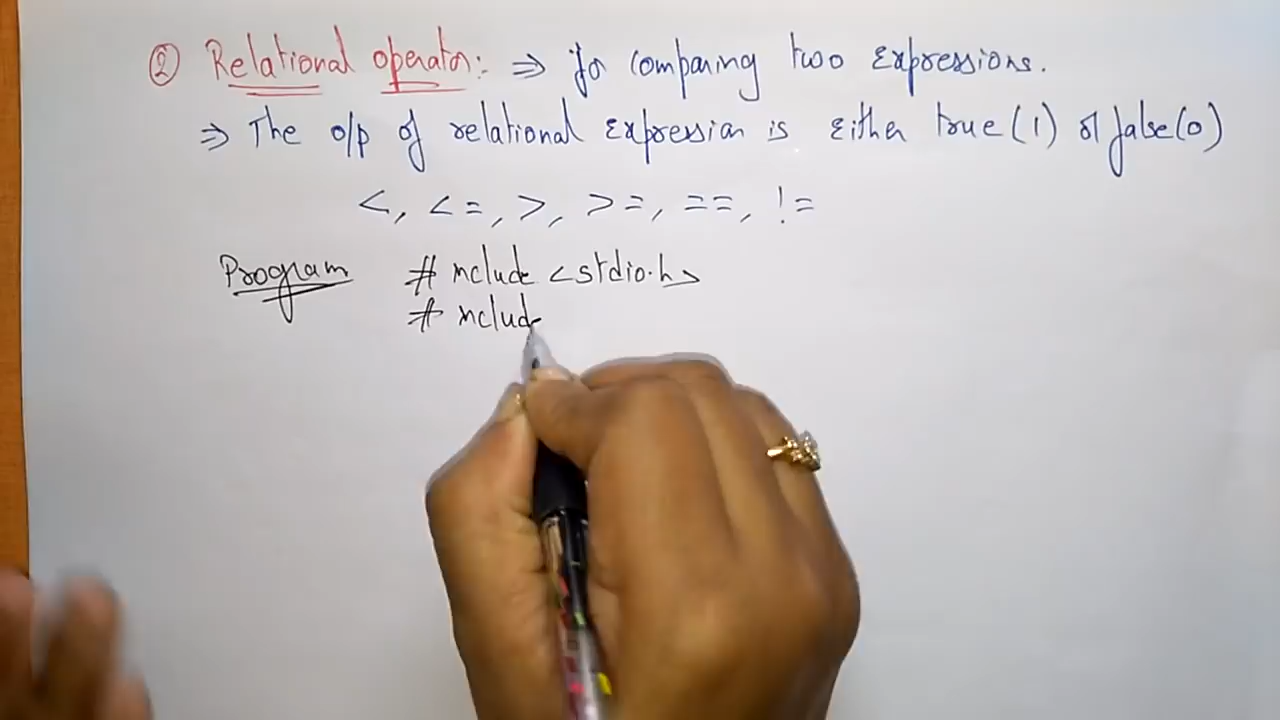 ② Relational operator:- ⇒ for comparing two expressions.
⇒ The o/p of relational expression is either true(1) or false(0)
<, <=, >, >=, ==, !=
Program # include <stdio.h>
# include